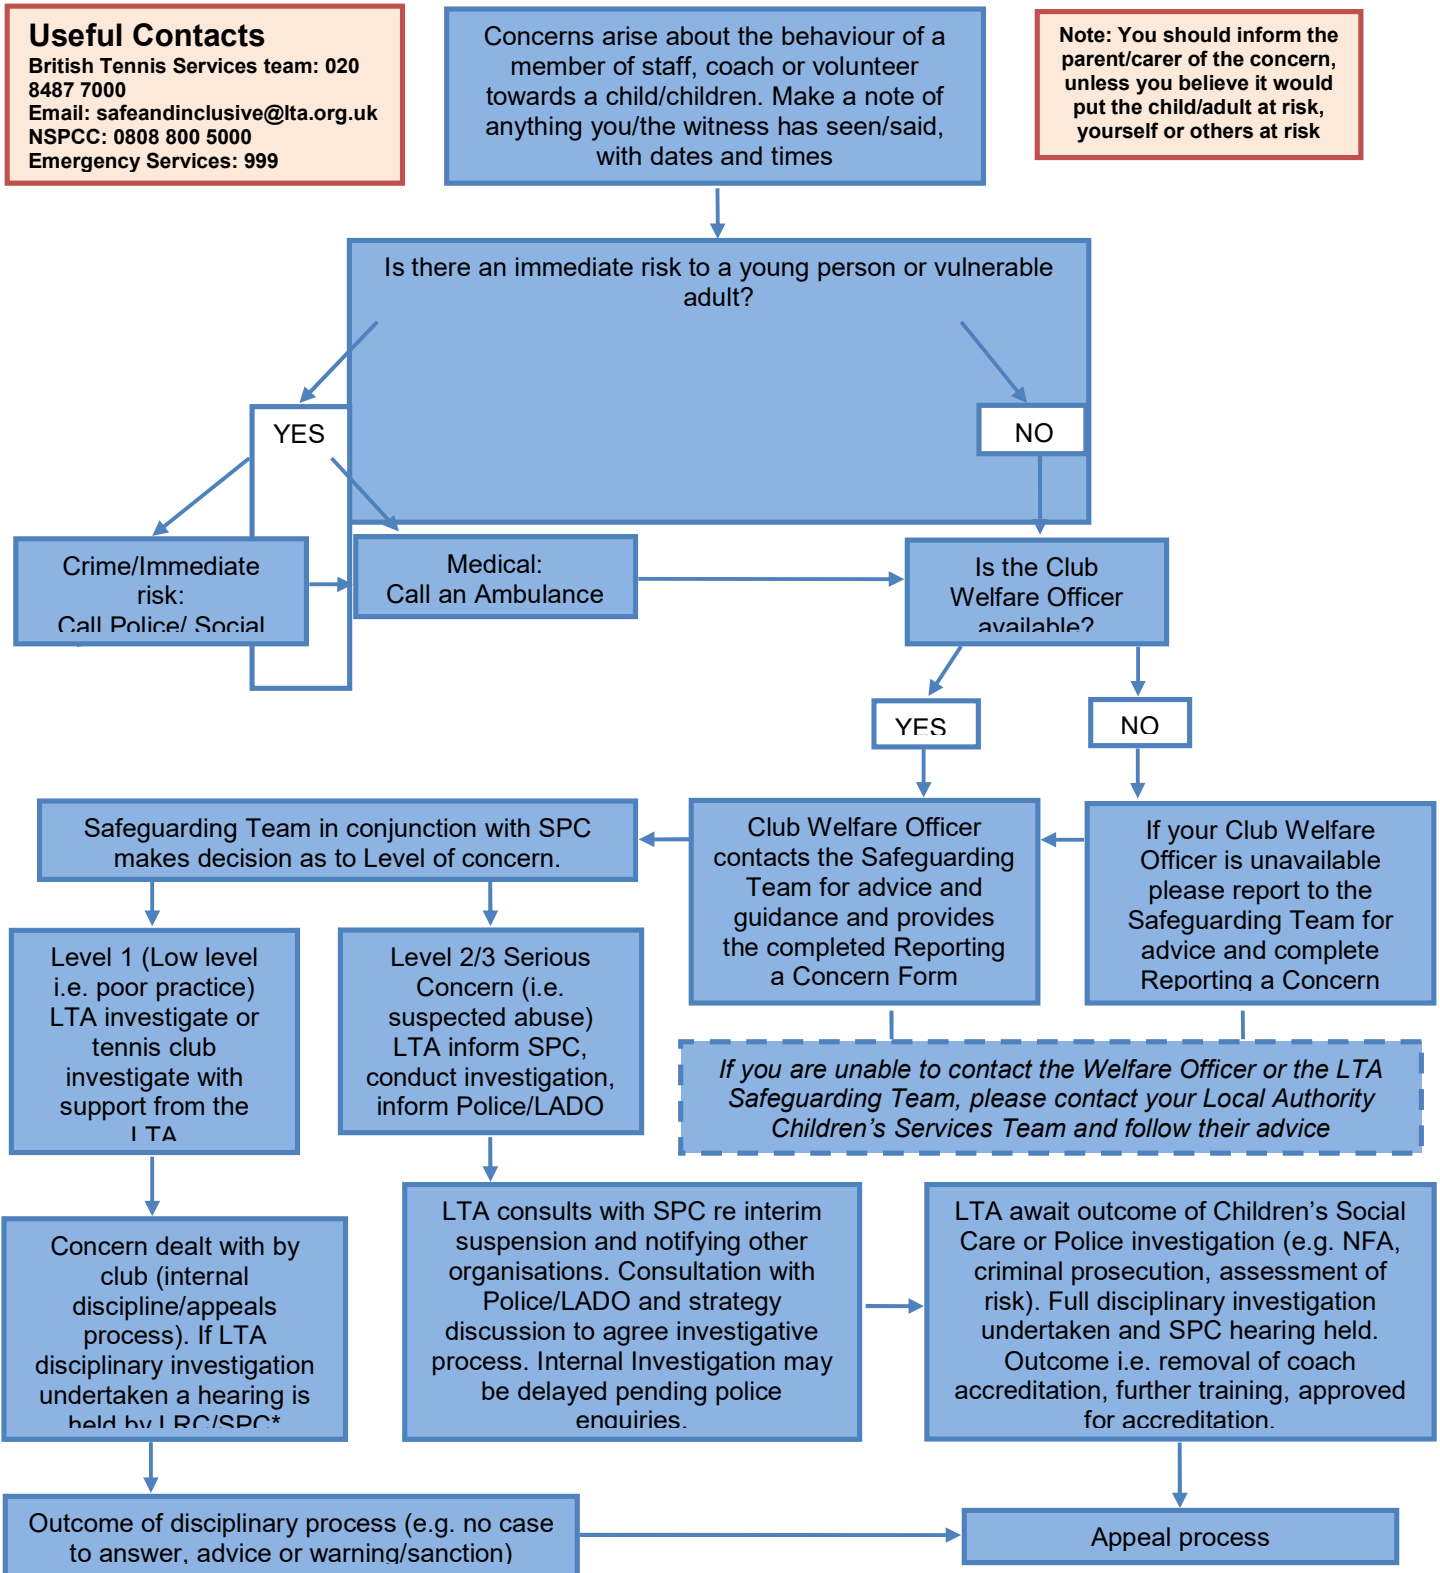 Useful Contacts
British Tennis Services team: 020
8487 7000
Email: safeandinclusive@lta.org.uk
NSPCC: 0808 800 5000
Emergency Services: 999
Concerns arise about the behaviour of a
member of staff, coach or volunteer
towards a child/children. Make a note of
anything you/the witness has seen/said,
with dates and times
Note: You should inform the
parent/carer of the concern,
unless you believe it would
put the child/adult at risk,
yourself or others at risk
Is there an immediate risk to a young person or vulnerable
adult?
YES
NO
Crime/Immediate
risk:
Call Police/ Social
Medical:
Call an Ambulance
Is the Club
Welfare Officer
available?
YES
NO
Safeguarding Team in conjunction with SPC
makes decision as to Level of concern.
Club Welfare Officer
contacts the Safeguarding
Team for advice and
guidance and provides
the completed Reporting
a Concern Form
If your Club Welfare
Officer is unavailable
please report to the
Safeguarding Team for
advice and complete
Reporting a Concern
Level 1 (Low level
i.e. poor practice)
LTA investigate or
tennis club
investigate with
support from the
LTA
Level 2/3 Serious
Concern (i.e.
suspected abuse)
LTA inform SPC,
conduct investigation,
inform Police/LADO
If you are unable to contact the Welfare Officer or the LTA
Safeguarding Team, please contact your Local Authority
Children's Services Team and follow their advice
Concern dealt with by
club (internal
discipline/appeals
process). If LTA
disciplinary investigation
undertaken a hearing is
held by LRC/SPC*
LTA consults with SPC re interim
suspension and notifying other
organisations. Consultation with
Police/LADO and strategy
discussion to agree investigative
process. Internal Investigation may
be delayed pending police
enquiries.
LTA await outcome of Children's Social
Care or Police investigation (e.g. NFA,
criminal prosecution, assessment of
risk). Full disciplinary investigation
undertaken and SPC hearing held.
Outcome i.e. removal of coach
accreditation, further training, approved
for accreditation.
Outcome of disciplinary process (e.g. no case
to answer, advice or warning/sanction)
Appeal process